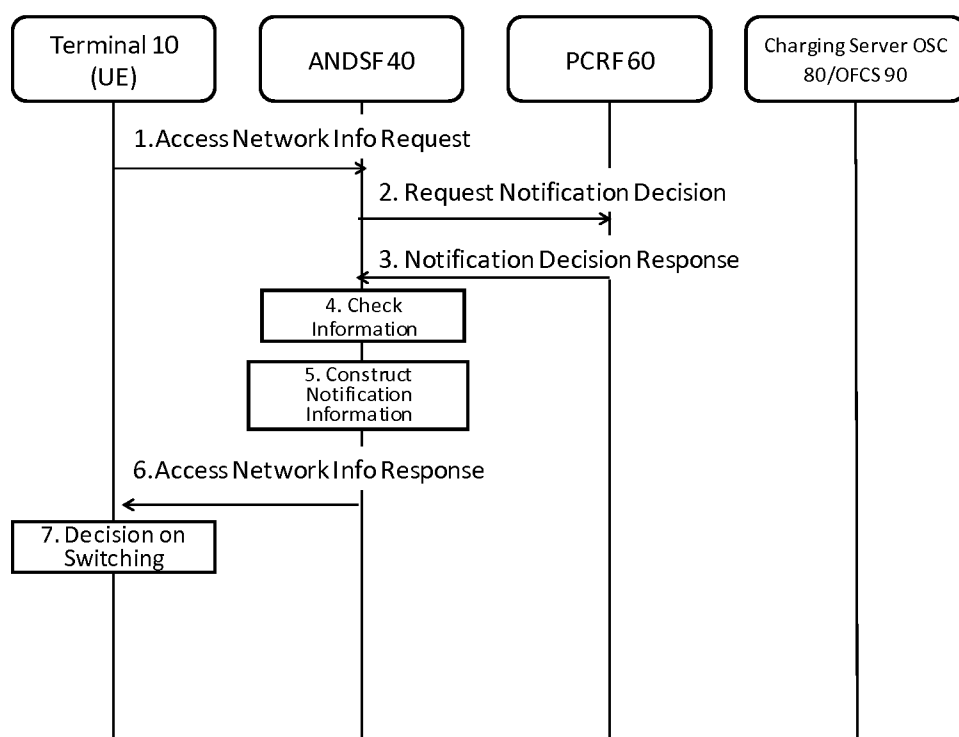 Terminal 10
(UE)
ANDSF 40
PCRF 60
Charging Server OSC
80/OFCS 90
1.Access Network Info Request
2. Request Notification Decision
3. Notification Decision Response
4. Check
Information
5. Construct
Notification
Information
6.Access Network Info Response
7. Decision on
Switching